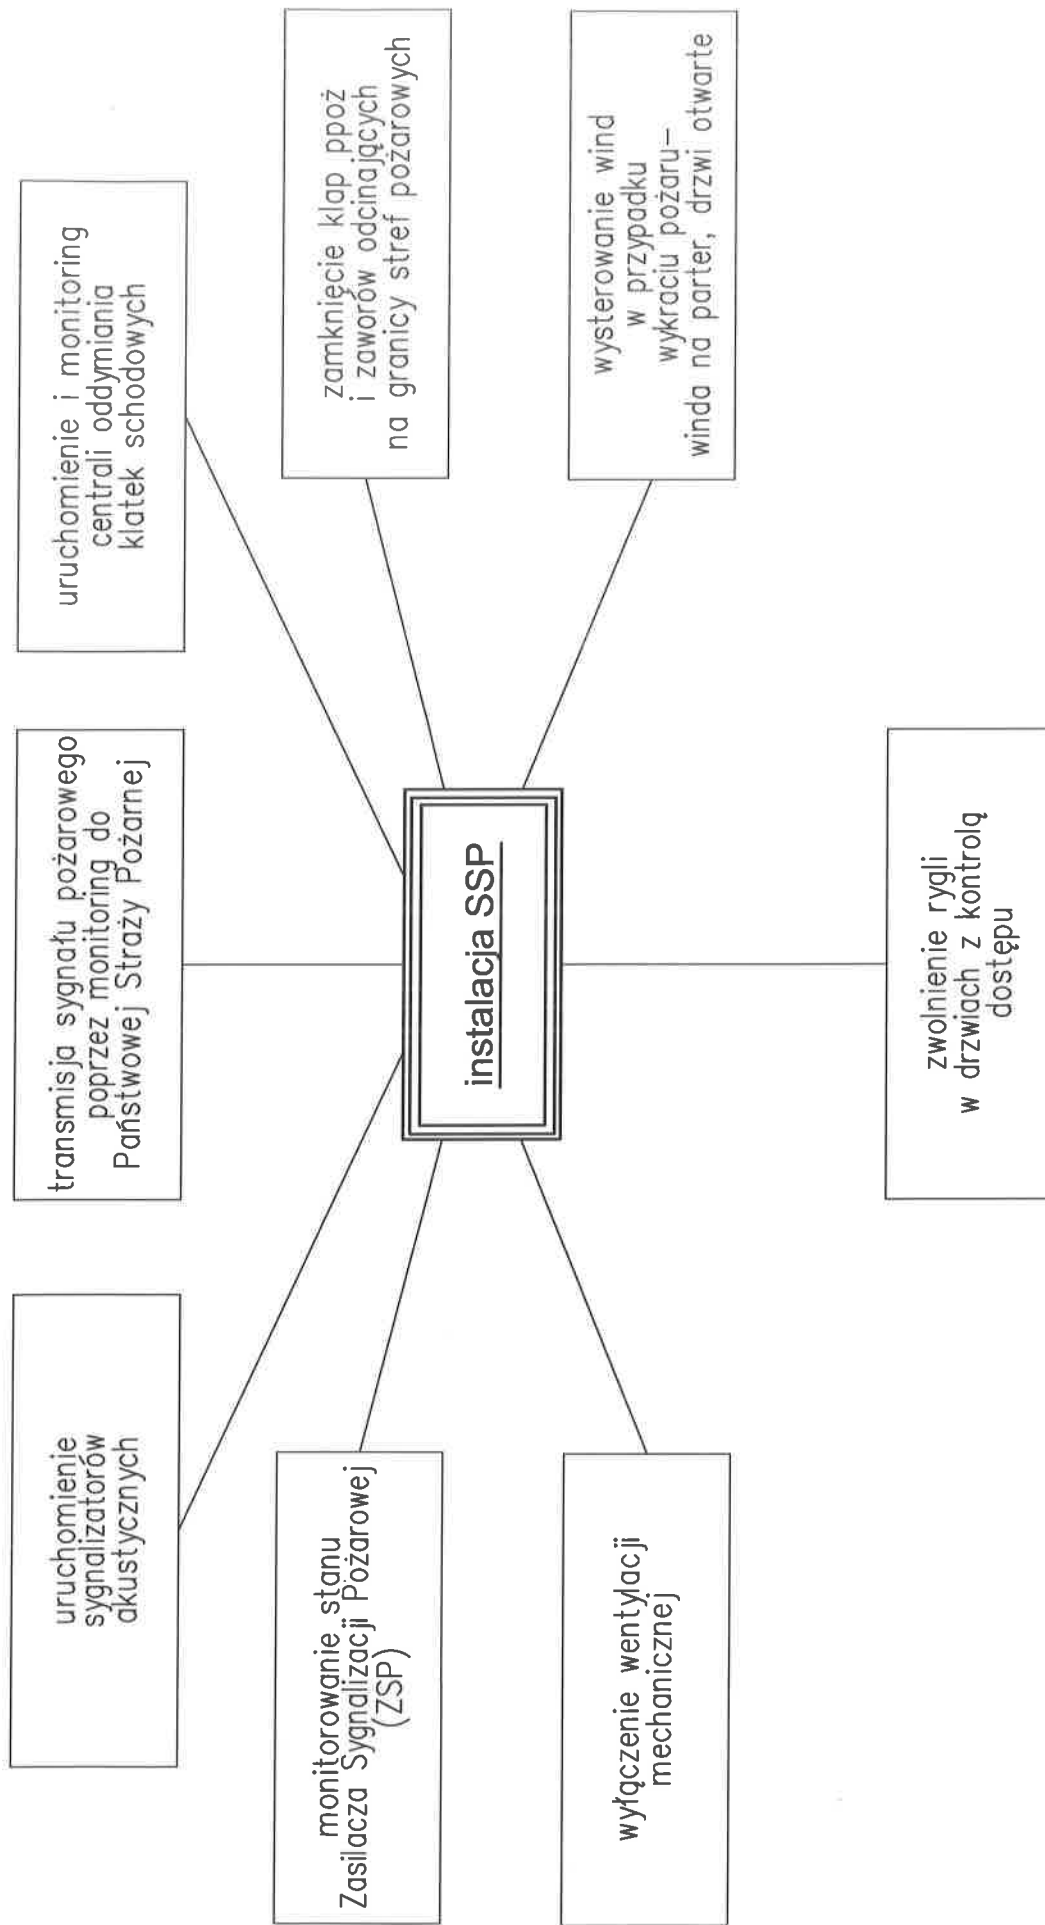 uruchomienie
sygnalizatorów
akustycznych
transmisja sygnału pożarowego
poprzez monitoring do
Państwowej Straży Pożarnej
uruchomienie i monitoring
centrali oddymiania
klatek schodowych
monitorowanie stanu
Zasilacza Sygnalizacji Pożarowej
(ZSP)
instalacja SSP
zamknięcie klap ppoż
i zaworów odcinających
na granicy stref pożarowych
wyłączenie wentylacji
mechanicznej
wysterowanie wind
w przypadku
wykraciu pożaru–
winda na parter, drzwi otwarte
zwolnienie rygli
w drzwiach z kontrolą
dostępu